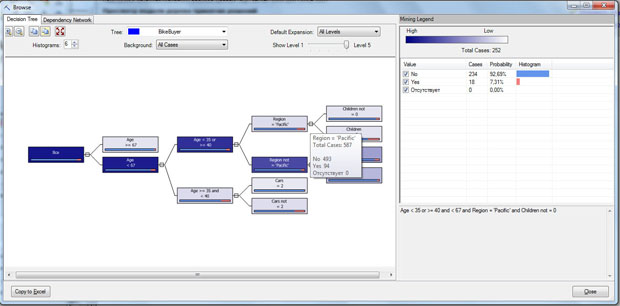 Browse
Decision Tree
Dependency Network
Tree:
BikeBuyer
Default Expansion:
All Levels
Histograms:
6
Background:
All Cases
Show Level 1
Level 5
Все
Age
>= 67
Age
< 67
Age < 35 or
>= 40
Age >= 35 and
< 40
Region
= 'Pacific'
Region not
= 'Pacific'
Cars
= 2
Cars not
= 2
Children not
= 0
Children
Region = 'Pacific'
Total Cases: 587
No 493
Yes: 94
Отсутствует 0
Mining Legend
High
Low
Total Cases: 252
Value
Cases
Probability
Histogram
No
234
92,69%
Yes
18
7,31%
Отсутствует
0
0,00%
Age < 35 or >= 40 and < 67 and Region = 'Pacific' and Children not = 0
Copy to Excel
Close